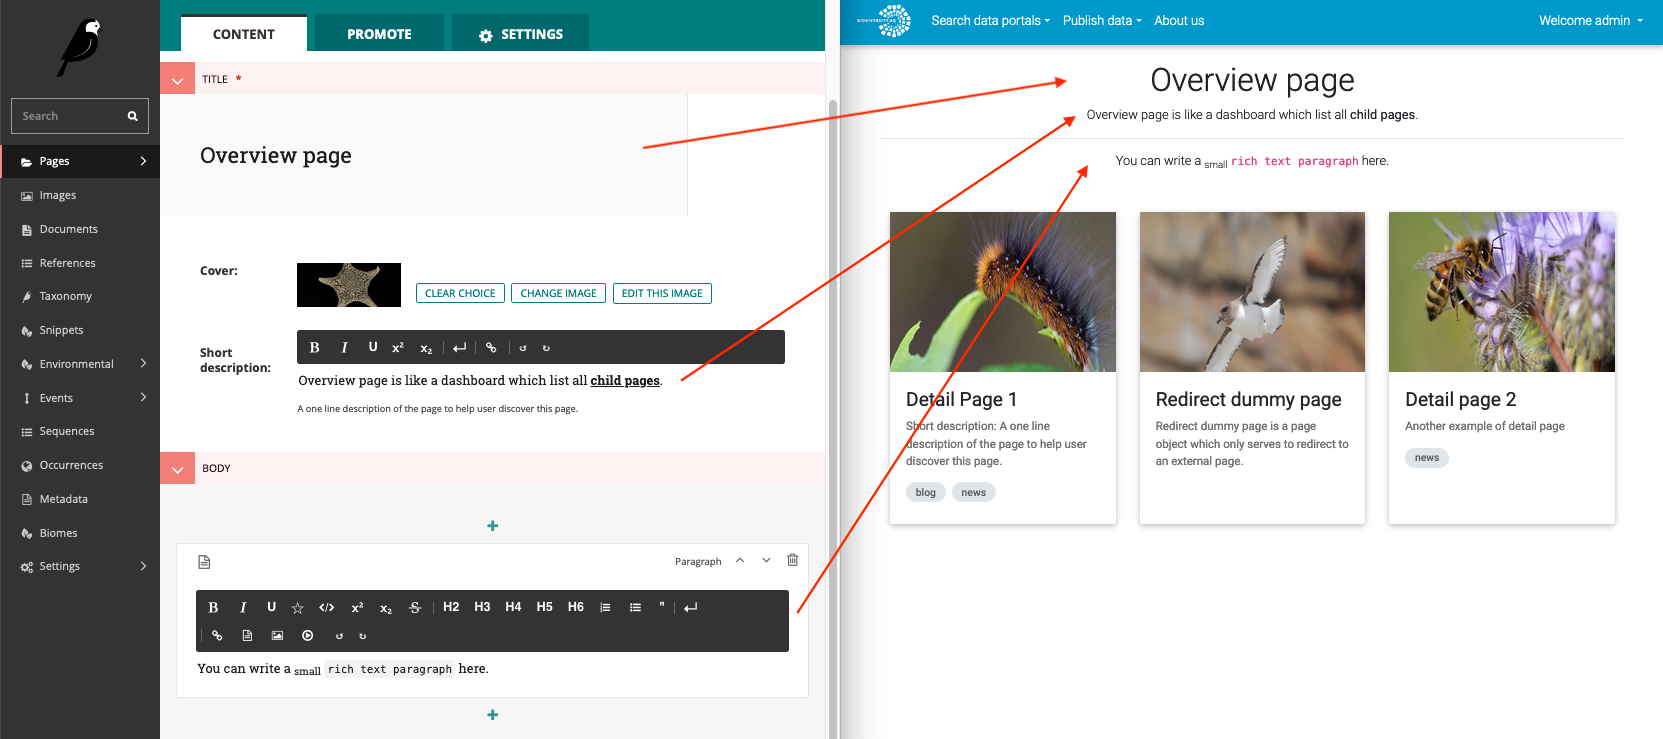 Search
Pages
Images
Documents
References
Taxonomy
Snippets
Environmental
Events
Sequences
Occurrences
Metadata
Biomes
Settings
CONTENT
PROMOTE
SETTINGS
TITLE *
Overview page
Cover:
CLEAR CHOICE
CHANGE IMAGE
EDIT THIS IMAGE
Short
description:
B I U x² x₂
Overview page is like a dashboard which list all child pages.
A one line description of the page to help user discover this page.
BODY
Paragraph
B I U </> x² x₂ S H2 H3 H4 H5 H6 "
You can write a small rich text paragraph here.
BIODIVERSITY.AQ
Search data portals
Publish data
About us
Welcome admin
Overview page
Overview page is like a dashboard which list all child pages.
You can write a small rich text paragraph here.
Detail Page 1
Short description: A one line
description of the page to help user
discover this page.
blog
news
Redirect dummy page
Redirect dummy page is a page
object which only serves to redirect to
an external page.
Detail page 2
Another example of detail page
news